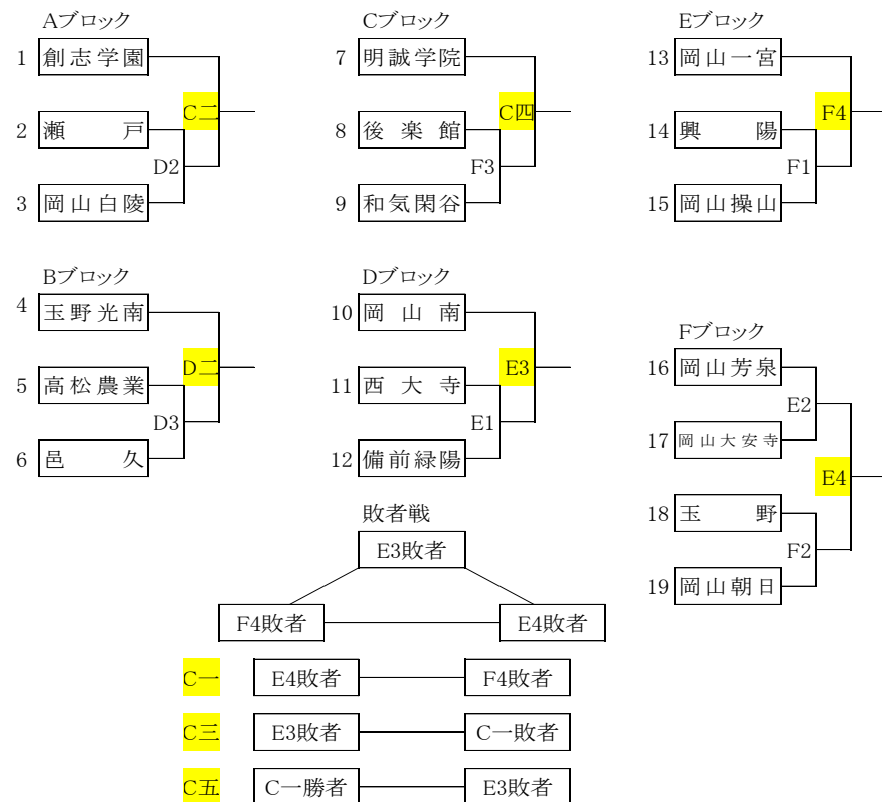 Aブロック
1 創志学園
C二
2 瀬戸
D2
3 岡山白陵
Bブロック
4 玉野光南
D二
5 高松農業
D3
6 邑久
Cブロック
7 明誠学院
C四
8 後楽館
F3
9 和気閑谷
Dブロック
10 岡山南
E3
11 西大寺
E1
12 備前緑陽
Eブロック
13 岡山一宮
F4
14 興陽
F1
15 岡山操山
Fブロック
16 岡山芳泉
E2
17 岡山大安寺
E4
18 玉野
F2
19 岡山朝日
敗者戦
E3敗者
F4敗者 E4敗者
C一 E4敗者 F4敗者
C三 E3敗者 C一敗者
C五 C一勝者 E3敗者